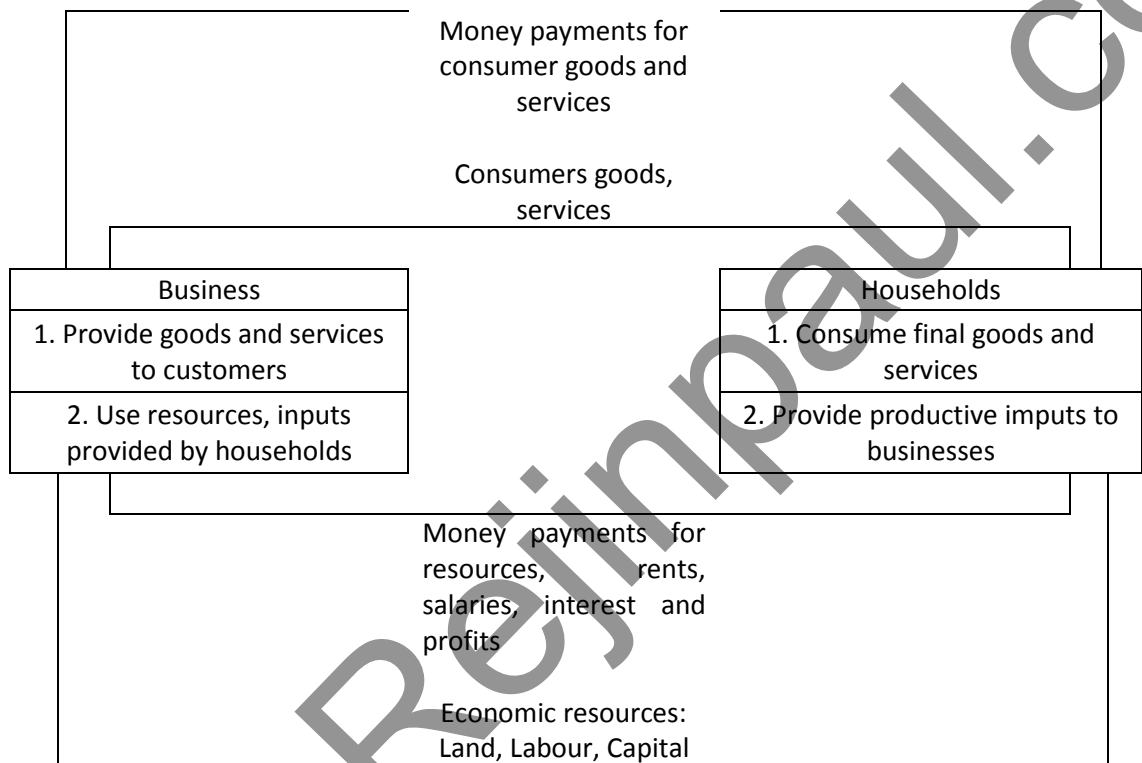 Money payments for
consumer goods and
services
Consumers goods,
services
Business
1. Provide goods and services
to customers
2. Use resources, inputs
provided by households
Households
1. Consume final goods and
services
2. Provide productive imputs to
businesses
Money payments for
resources, rents,
salaries, interest and
profits
Economic resources:
Land, Labour, Capital
Rejinpaul.co